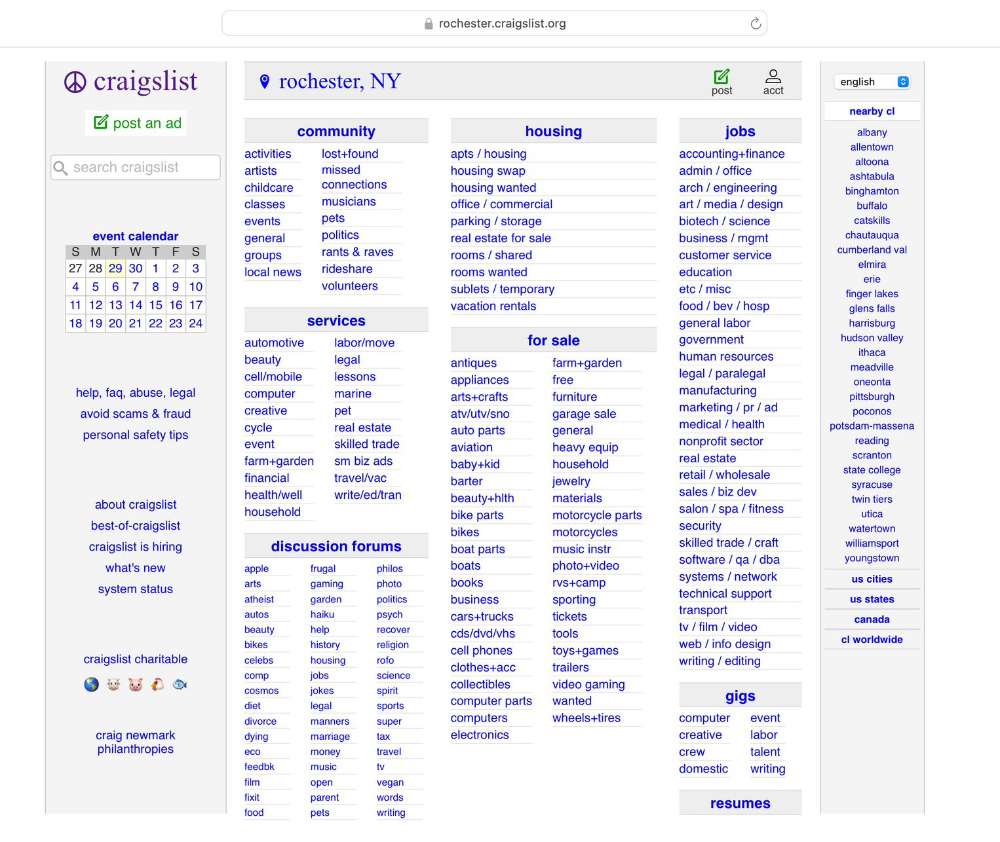 rochester.craigslist.org
craigslist
post an ad
search craigslist
event calendar
S M T W T F S
27 28 29 30 1 2 3
4 5 6 7 8 9 10
11 12 13 14 15 16 17
18 19 20 21 22 23 24
help, faq, abuse, legal
avoid scams & fraud
personal safety tips
about craigslist
best-of-craigslist
craigslist is hiring
what's new
system status
craigslist charitable
craig newmark
philanthropies
rochester, NY
post
acct
community
activities
artists
childcare
classes
events
general
groups
local news
lost+found
missed
connections
musicians
pets
politics
rants & raves
rideshare
volunteers
services
automotive
beauty
cell/mobile
computer
creative
cycle
event
farm+garden
financial
health/well
household
labor/move
legal
lessons
marine
pet
real estate
skilled trade
sm biz ads
travel/vac
write/ed/tran
discussion forums
apple
arts
atheist
autos
beauty
bikes
celebs
comp
cosmos
diet
divorce
dying
eco
feedbk
film
fixit
food
frugal
gaming
garden
haiku
help
history
housing
jobs
jokes
legal
manners
marriage
money
music
open
parent
pets
philos
photo
politics
psych
recover
religion
rofo
science
spirit
sports
super
tax
travel
tv
vegan
words
writing
housing
apts / housing
housing swap
housing wanted
office / commercial
parking / storage
real estate for sale
rooms / shared
rooms wanted
sublets / temporary
vacation rentals
for sale
antiques
appliances
arts+crafts
atv/utv/sno
auto parts
aviation
baby+kid
barter
beauty+hlth
bike parts
bikes
boat parts
boats
books
business
cars+trucks
cds/dvd/vhs
cell phones
clothes+acc
collectibles
computer parts
computers
electronics
farm+garden
free
furniture
garage sale
general
heavy equip
household
jewelry
materials
motorcycle parts
motorcycles
music instr
photo+video
rvs+camp
sporting
tickets
tools
toys+games
trailers
video gaming
wanted
wheels+tires
jobs
accounting+finance
admin / office
arch / engineering
art / media / design
biotech / science
business / mgmt
customer service
education
etc / misc
food / bev / hosp
general labor
government
human resources
legal / paralegal
manufacturing
marketing / pr / ad
medical / health
nonprofit sector
real estate
retail / wholesale
sales / biz dev
salon / spa / fitness
security
skilled trade / craft
software / qa / dba
systems / network
technical support
transport
tv / film / video
web / info design
writing / editing
gigs
computer
creative
crew
domestic
event
labor
talent
writing
resumes
english
nearby cl
albany
allentown
altoona
ashtabula
binghamton
buffalo
catskills
chautauqua
cumberland val
elmira
erie
finger lakes
glens falls
harrisburg
hudson valley
ithaca
meadville
oneonta
pittsburgh
poconos
potsdam-massena
reading
scranton
state college
syracuse
twin tiers
utica
watertown
williamsport
youngstown
us cities
us states
canada
cl worldwide